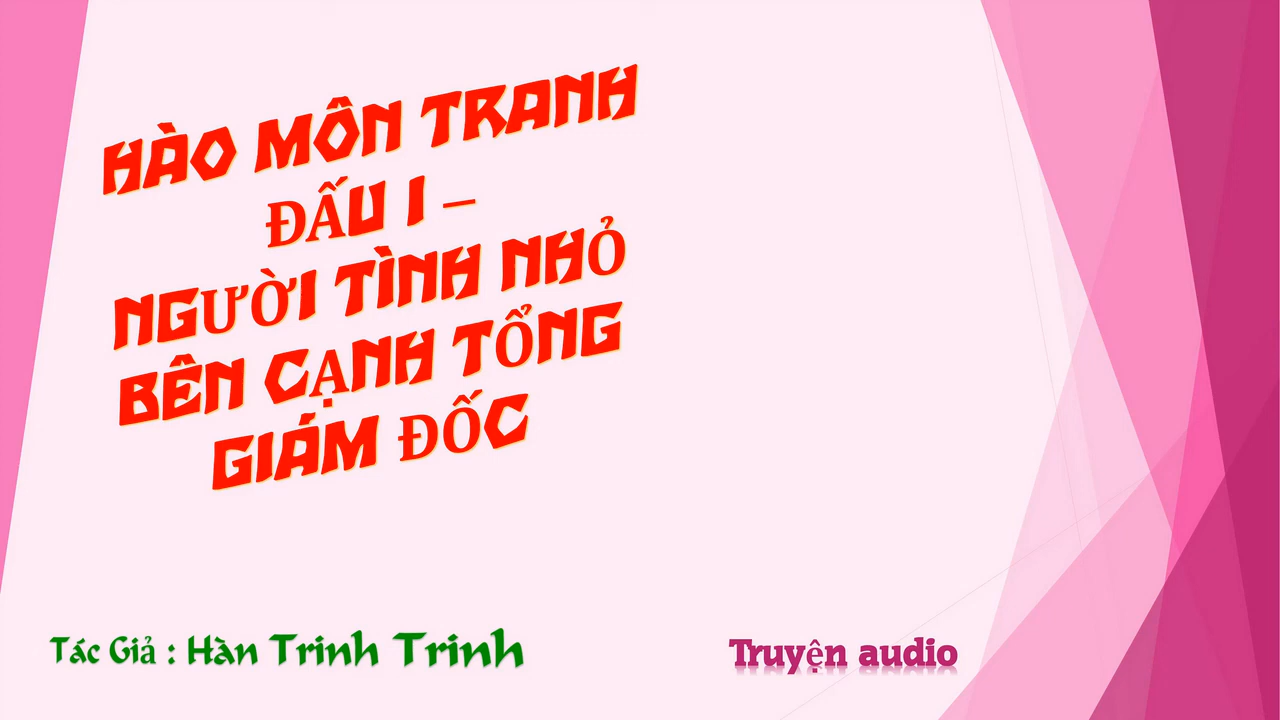 HÀO MÔN TRANH
ĐẤU I –
NGƯỜI TÌNH NHỎ
BÊN CẠNH TỔNG
GIÁM ĐỐC
Tác Giả : Hàn Trinh Trinh
Truyện audio